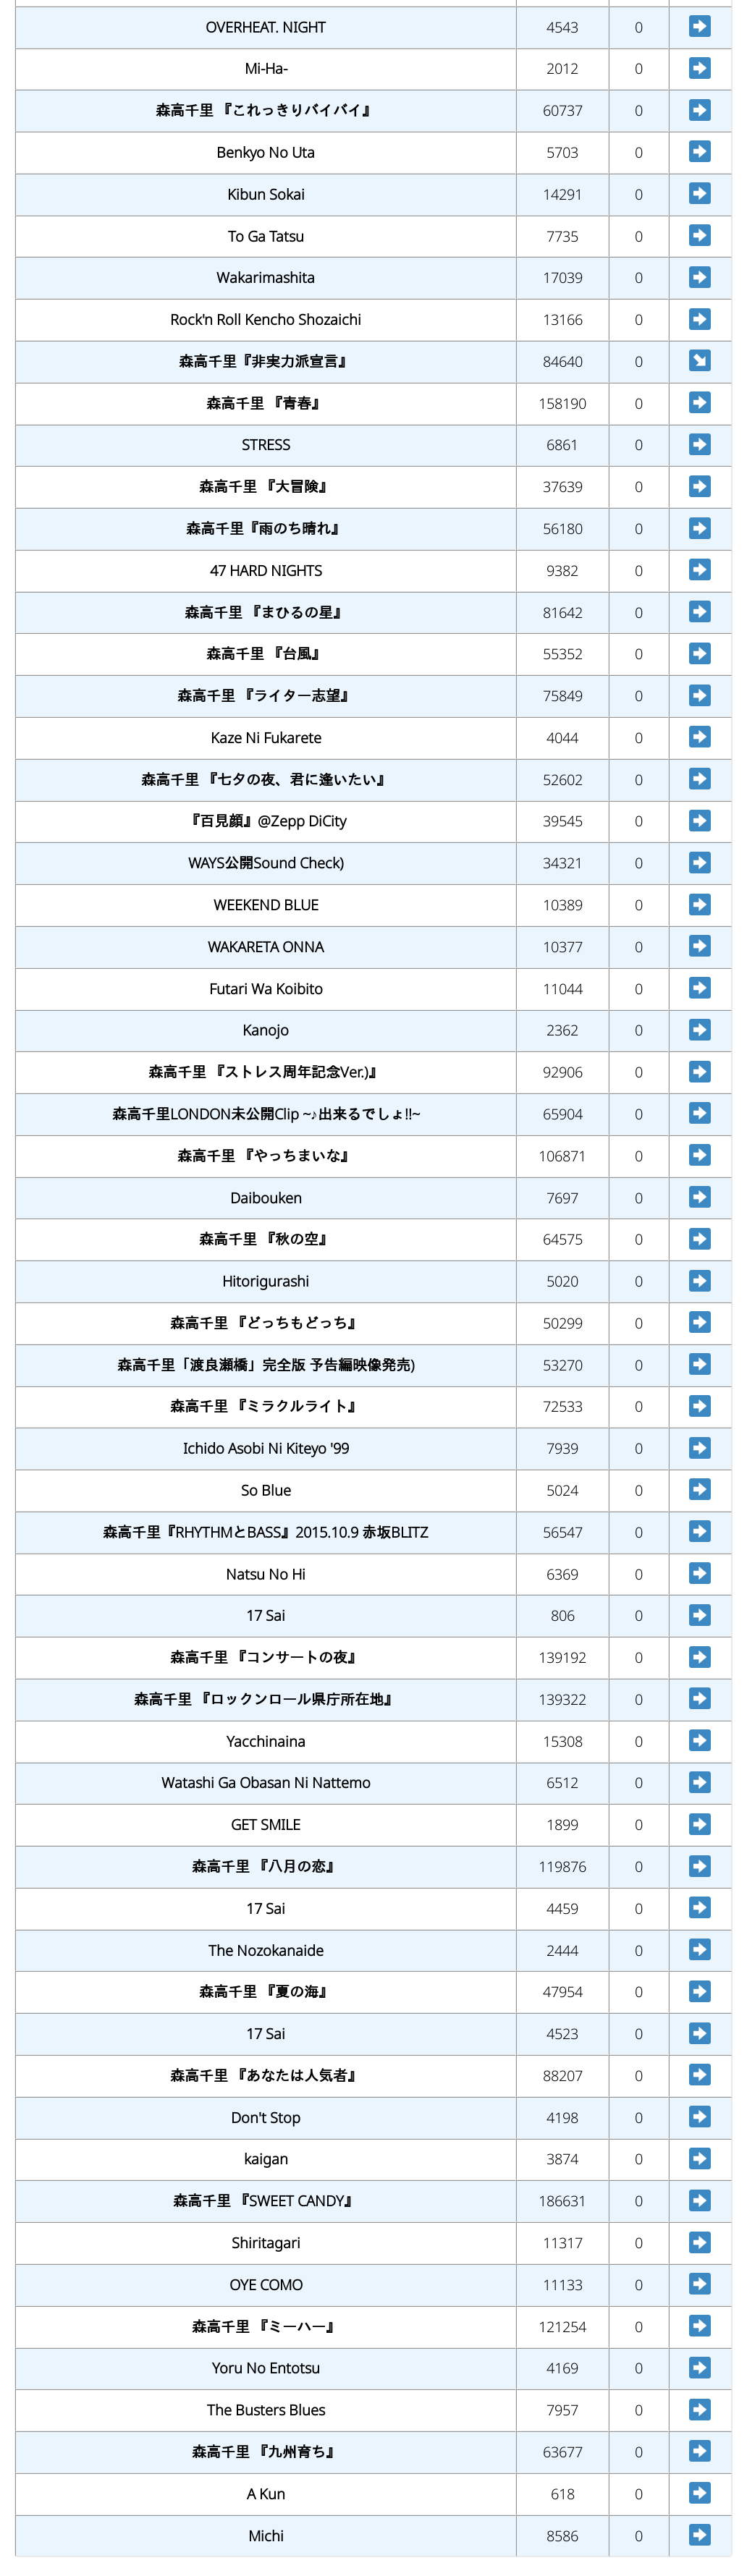 OVERHEAT. NIGHT 4543 0
Mi-Ha- 2012 0
森高千里 『これっきりバイバイ』 60737 0
Benkyo No Uta 5703 0
Kibun Sokai 14291 0
To Ga Tatsu 7735 0
Wakarimashita 17039 0
Rock'n Roll Kencho Shozaichi 13166 0
森高千里『非実力派宣言』 84640 0
森高千里 『青春』 158190 0
STRESS 6861 0
森高千里 『大冒険』 37639 0
森高千里『雨のち晴れ』 56180 0
47 HARD NIGHTS 9382 0
森高千里 『まひるの星』 81642 0
森高千里 『台風』 55352 0
森高千里 『ライター志望』 75849 0
Kaze Ni Fukarete 4044 0
森高千里 『七夕の夜、君に逢いたい』 52602 0
『百見顔』@Zepp DiCity 39545 0
WAYS公開Sound Check) 34321 0
WEEKEND BLUE 10389 0
WAKARETA ONNA 10377 0
Futari Wa Koibito 11044 0
Kanojo 2362 0
森高千里 『ストレス周年記念Ver.)』 92906 0
森高千里LONDON未公開Clip ~♪出来るでしょ!!~ 65904 0
森高千里 『やっちまいな』 106871 0
Daibouken 7697 0
森高千里 『秋の空』 64575 0
Hitorigurashi 5020 0
森高千里 『どっちもどっち』 50299 0
森高千里「渡良瀬橋」完全版 予告編映像発売) 53270 0
森高千里 『ミラクルライト』 72533 0
Ichido Asobi Ni Kiteyo '99 7939 0
So Blue 5024 0
森高千里『RHYTHMとBASS』2015.10.9 赤坂BLITZ 56547 0
Natsu No Hi 6369 0
17 Sai 806 0
森高千里 『コンサートの夜』 139192 0
森高千里 『ロックンロール県庁所在地』 139322 0
Yacchinaina 15308 0
Watashi Ga Obasan Ni Nattemo 6512 0
GET SMILE 1899 0
森高千里 『八月の恋』 119876 0
17 Sai 4459 0
The Nozokanaide 2444 0
森高千里 『夏の海』 47954 0
17 Sai 4523 0
森高千里 『あなたは人気者』 88207 0
Don't Stop 4198 0
kaigan 3874 0
森高千里 『SWEET CANDY』 186631 0
Shiritagari 11317 0
OYE COMO 11133 0
森高千里 『ミーハー』 121254 0
Yoru No Entotsu 4169 0
The Busters Blues 7957 0
森高千里 『九州育ち』 63677 0
A Kun 618 0
Michi 8586 0